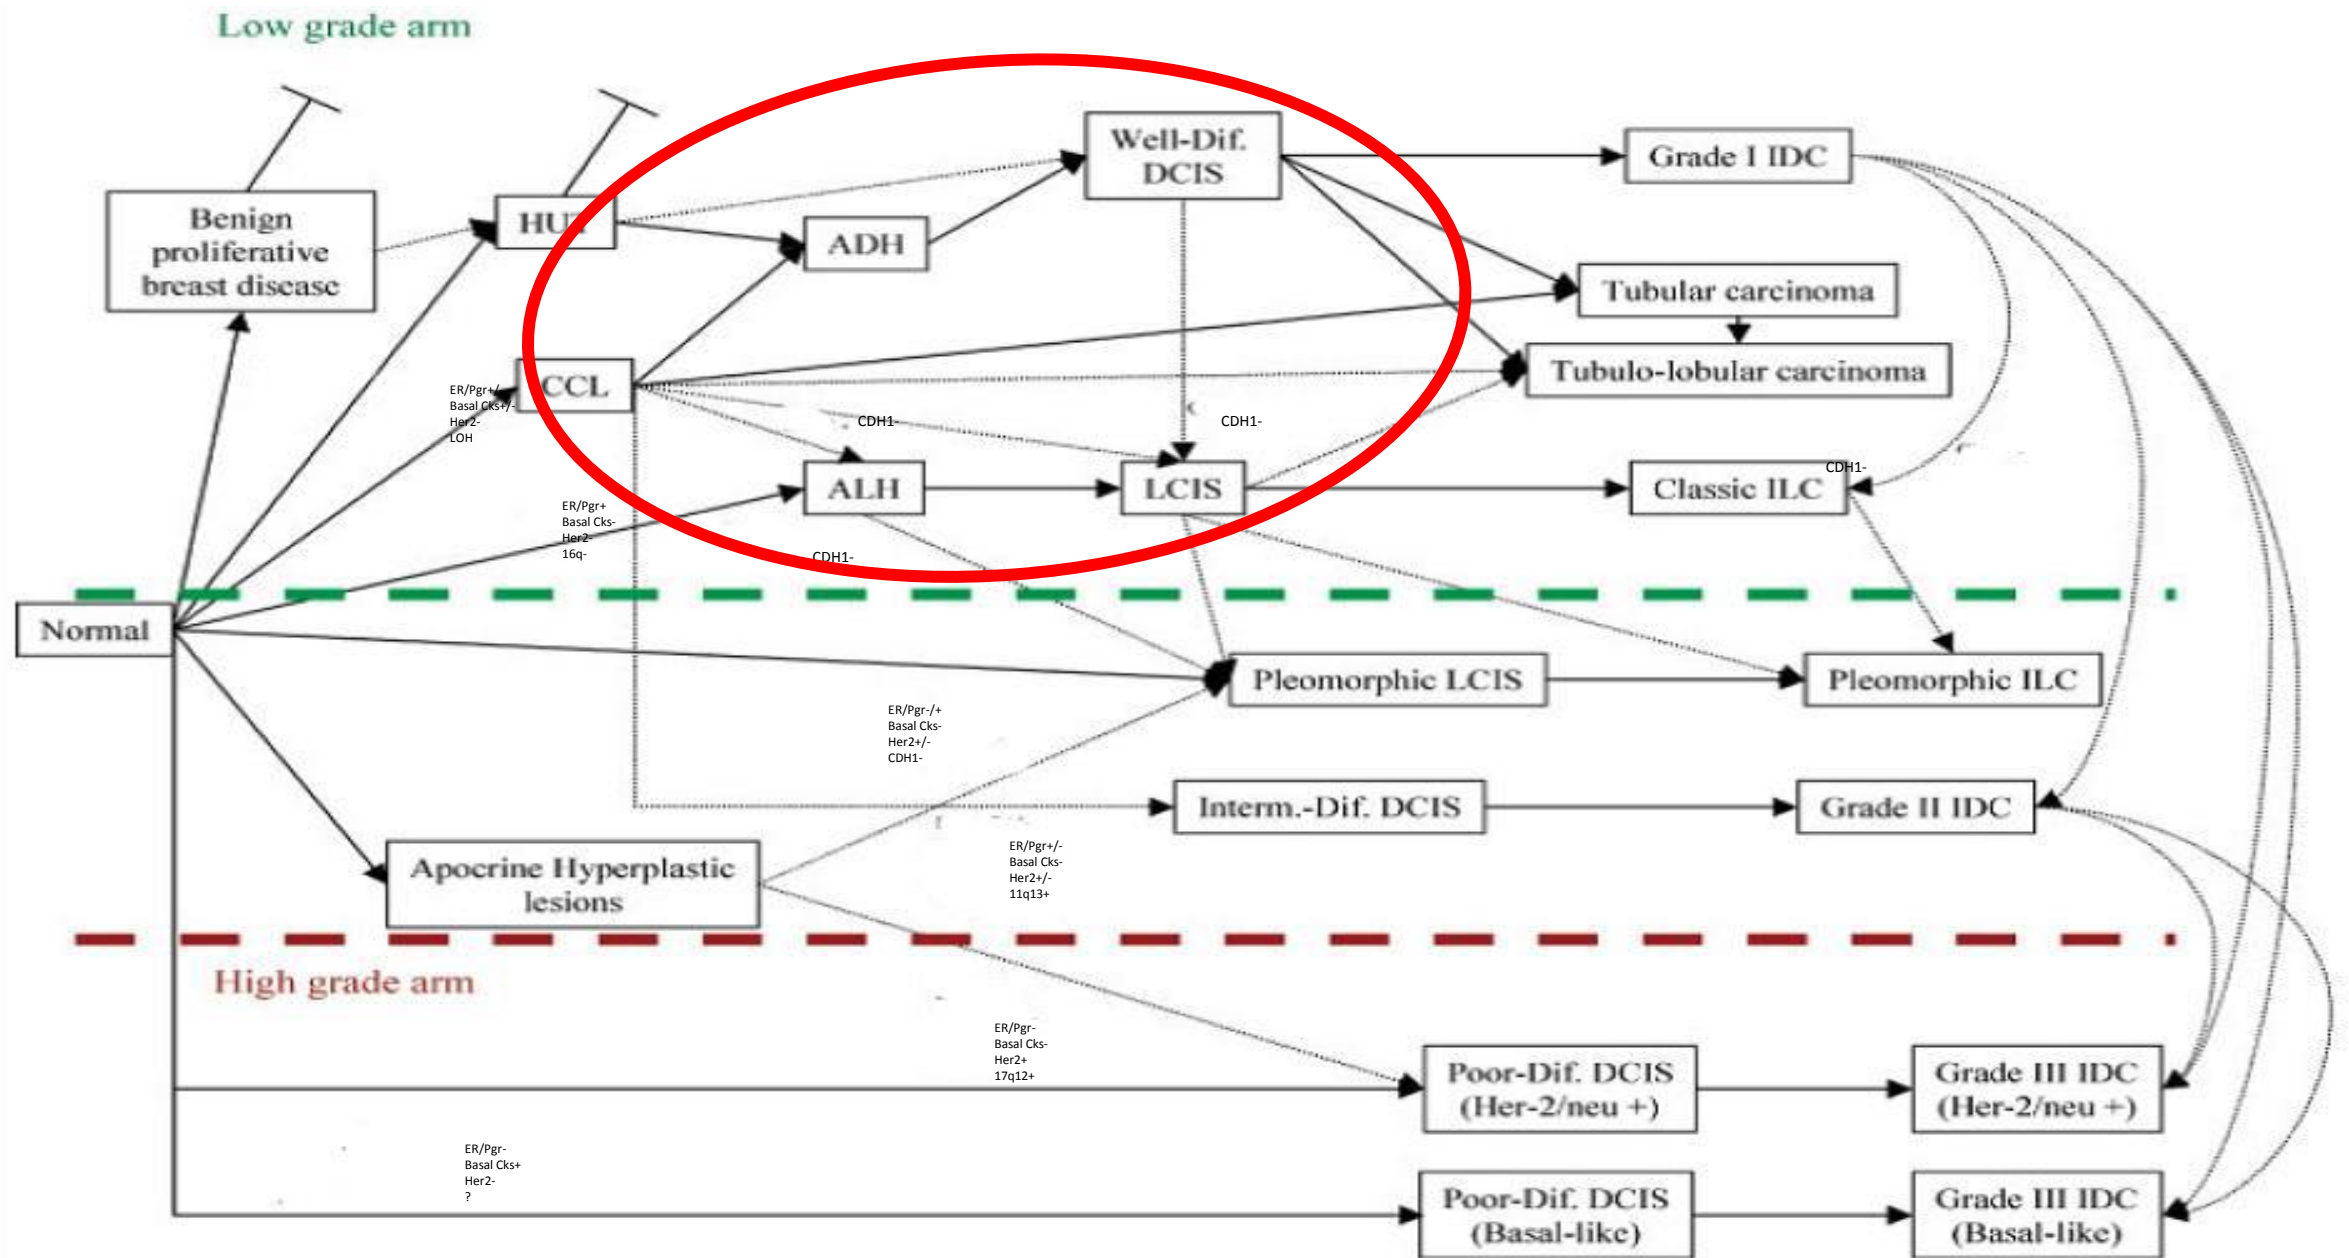 Low grade arm
Well-Dif.
DCIS
Grade I IDC
Benign
proliferative
breast disease
HUT
ADH
Tubular carcinoma
Tubulo-lobular carcinoma
CCL
ER/Pgr+/-
Basal Cks+/-
Her2-
LOH
CDH1-
CDH1-
ALH
LCIS
Classic ILC
CDH1-
ER/Pgr+
Basal Cks-
Her2-
16q-
CDH1-
Normal
Pleomorphic LCIS
Pleomorphic ILC
ER/Pgr-/+
Basal Cks-
Her2+/-
CDH1-
Interm.-Dif. DCIS
Grade II IDC
Apocrine Hyperplastic
lesions
ER/Pgr+/-
Basal Cks-
Her2+/-
11q13+
High grade arm
ER/Pgr-
Basal Cks-
Her2+
17q12+
Poor-Dif. DCIS
(Her-2/neu +)
Grade III IDC
(Her-2/neu +)
ER/Pgr-
Basal Cks+
Her2-
?
Poor-Dif. DCIS
(Basal-like)
Grade III IDC
(Basal-like)